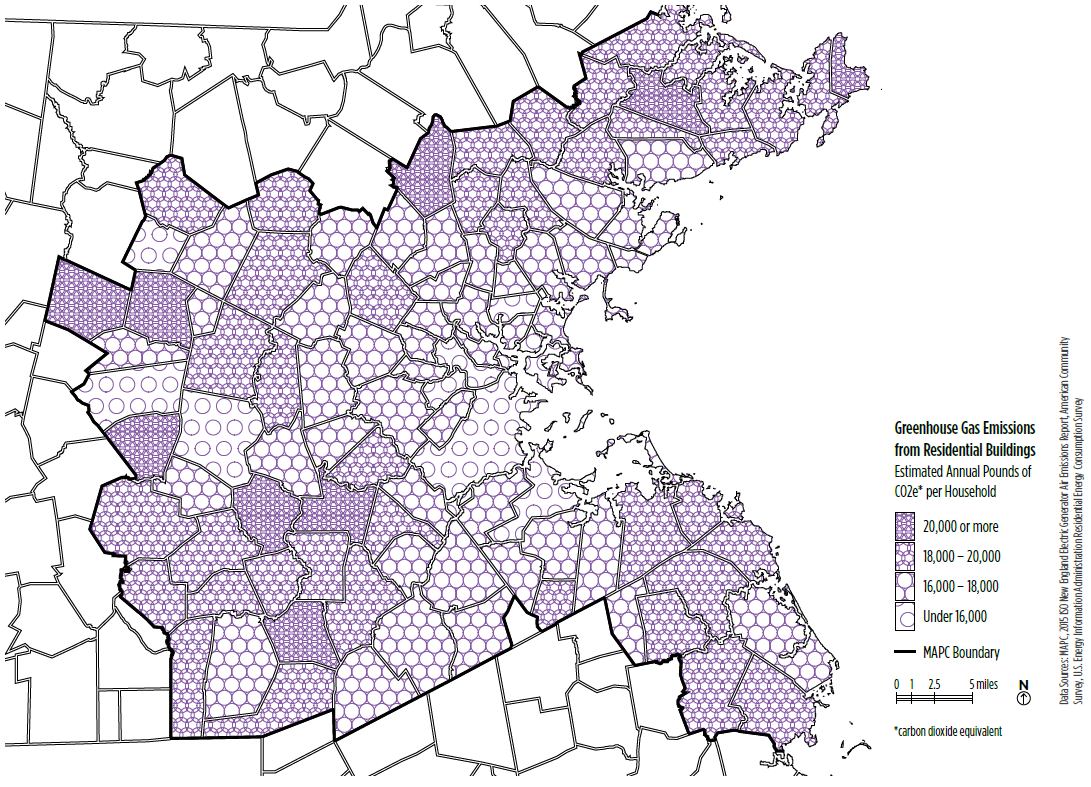 Greenhouse Gas Emissions
from Residential Buildings
Estimated Annual Pounds of
CO2e* per Household
20,000 or more
18,000 – 20,000
16,000 – 18,000
Under 16,000
MAPC Boundary
0 1 2.5 5 miles N
*carbon dioxide equivalent
Data Sources: MAPC, 2015 ISO New England Electric Generator Air Emissions Report, American Community
Survey, U.S. Energy Information Administration Residential Energy Consumption Survey